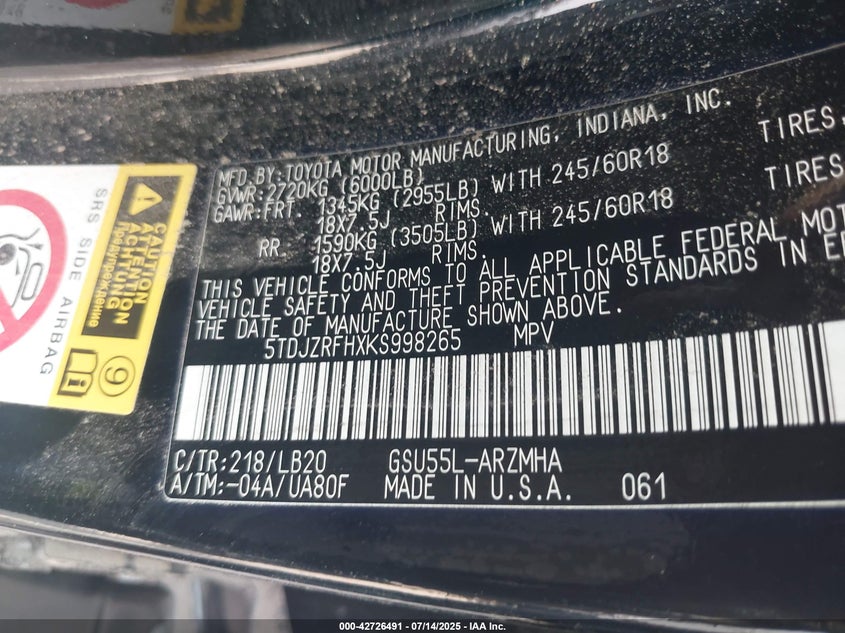 MFD BY: TOYOTA MOTOR MANUFACTURING, INDIANA, INC.
GVWR: 2720KG (6000LB)
GAWR: FRT. 1345KG (2955LB) WITH 245/60R18 TIRES,
18X7.5J RIMS.
RR. 1590KG (3505LB) WITH 245/60R18 TIRES
18X7.5J RIMS.
THIS VEHICLE CONFORMS TO ALL APPLICABLE FEDERAL MOT
VEHICLE SAFETY AND THEFT PREVENTION STANDARDS IN EF
THE DATE OF MANUFACTURE SHOWN ABOVE.
5TDJZRFHXKS998265 MPV
C/TR: 218/LB20 GSU55L-ARZMHA
A/TM:-04A/UA80F MADE IN U.S.A. 061
SRS SIDE AIRBAG
CAUTION
ATTENTION
ACHTUNG
Предупреждение
9
000-42726491 - 07/14/2025 - IAA Inc.